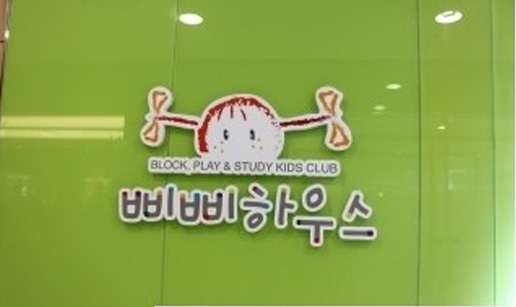 BLOCK, PLAY & STUDY KIDS CLUB
삐삐하우스